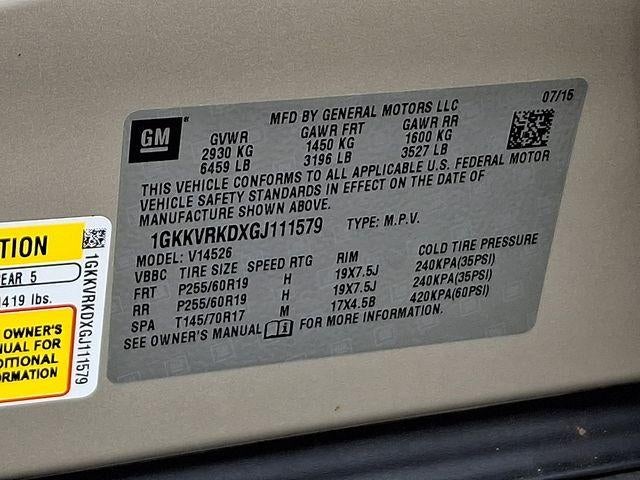 MFD BY GENERAL MOTORS LLC 07/15
GM
GVWR GAWR FRT GAWR RR
2930 KG 1450 KG 1600 KG
6459 LB 3196 LB 3527 LB
THIS VEHICLE CONFORMS TO ALL APPLICABLE U.S. FEDERAL MOTOR
VEHICLE SAFETY STANDARDS IN EFFECT ON THE DATE OF
MANUFACTURE SHOWN ABOVE.
1GKKVRKDXGJ111579 TYPE: M.P.V.
MODEL: V14526
VBBC TIRE SIZE SPEED RTG RIM COLD TIRE PRESSURE
FRT P255/60R19 H 19X7.5J 240KPA(35PSI)
RR P255/60R19 H 19X7.5J 240KPA(35PSI)
SPA T145/70R17 M 17X4.5B 420KPA(60PSI)
SEE OWNER'S MANUAL i FOR MORE INFORMATION.
TION
EAR 5
1419 lbs.
OWNER'S
NUAL FOR
DITIONAL
RMATION
1GKKVRKDXGJ111579